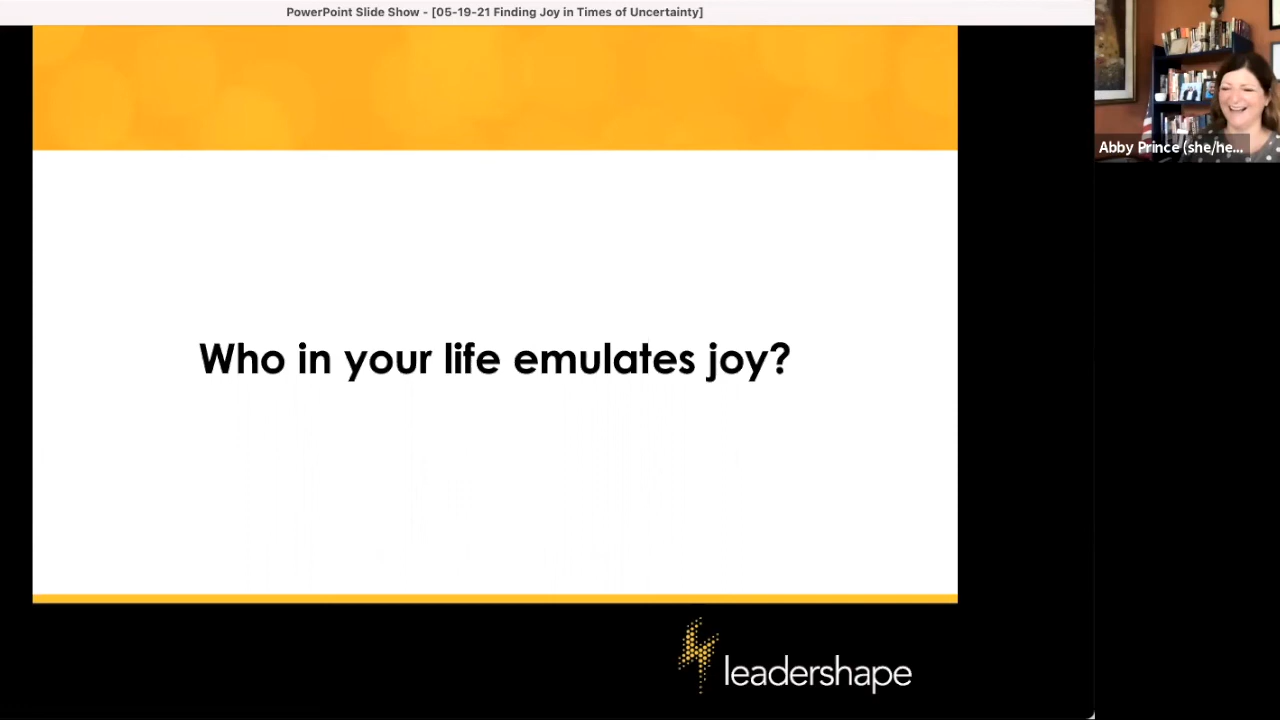 PowerPoint Slide Show - [05-19-21 Finding Joy in Times of Uncertainty]
Abby Prince (she/he...
Who in your life emulates joy?
leadershape